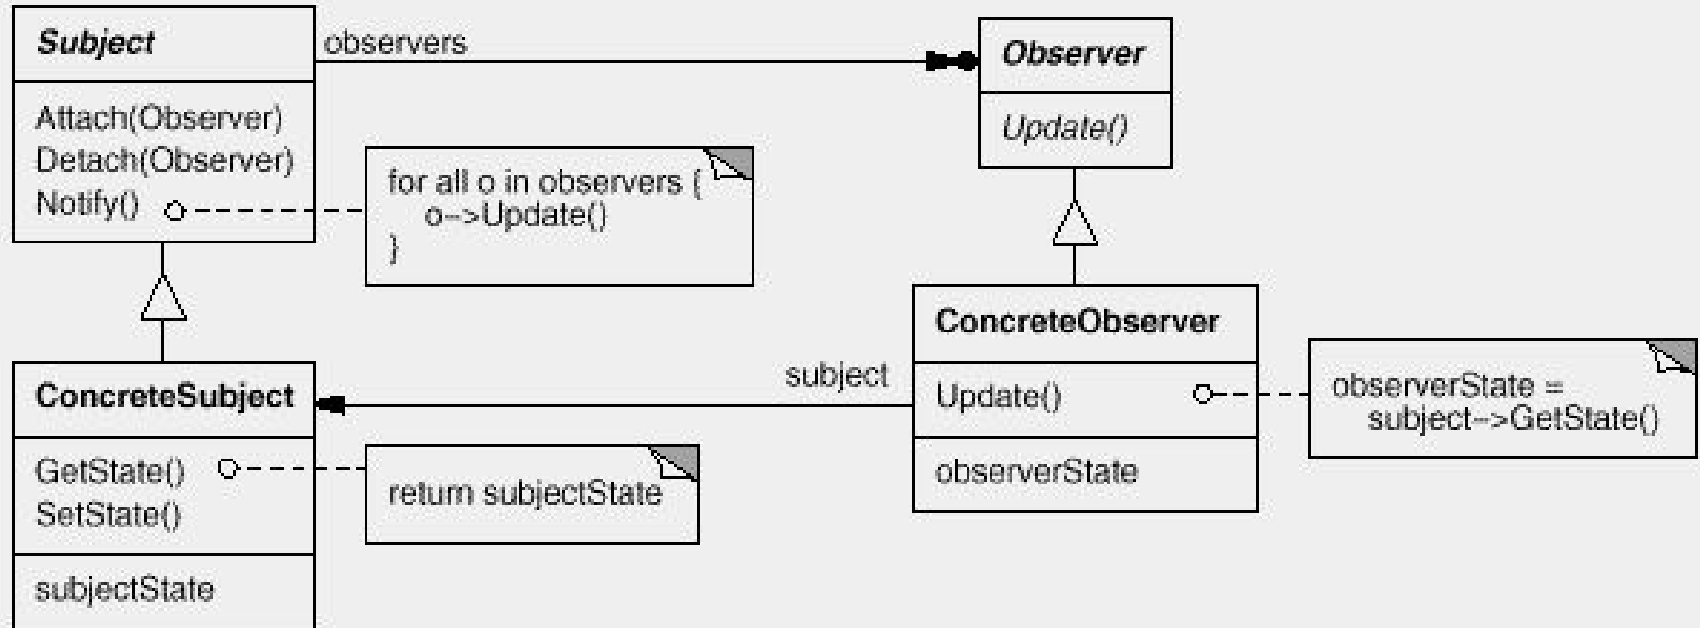 Subject
Attach(Observer)
Detach(Observer)
Notify()
observers
for all o in observers {
o->Update()
}
Observer
Update()
ConcreteSubject
GetState()
SetState()
subjectState
return subjectState
subject
ConcreteObserver
Update()
observerState
observerState =
subject->GetState()